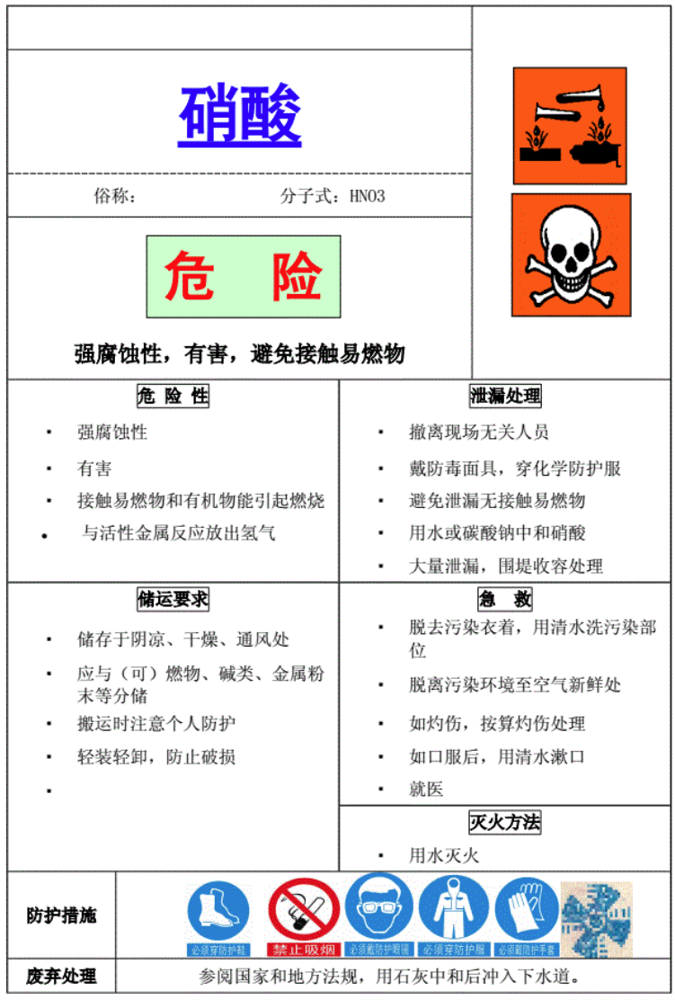 硝酸
俗称： 分子式：HNO3
危 险
强腐蚀性，有害，避免接触易燃物
危 险 性
▪ 强腐蚀性
▪ 有害
▪ 接触易燃物和有机物能引起燃烧
• 与活性金属反应放出氢气
泄漏处理
▪ 撤离现场无关人员
▪ 戴防毒面具，穿化学防护服
▪ 避免泄漏无接触易燃物
▪ 用水或碳酸钠中和硝酸
▪ 大量泄漏，围堤收容处理
储运要求
▪ 储存于阴凉、干燥、通风处
▪ 应与（可）燃物、碱类、金属粉
末等分储
▪ 搬运时注意个人防护
▪ 轻装轻卸，防止破损
▪
急 救
▪ 脱去污染衣着，用清水洗污染部
位
▪ 脱离污染环境至空气新鲜处
▪ 如灼伤，按算灼伤处理
▪ 如口服后，用清水漱口
▪ 就医
灭火方法
▪ 用水灭火
防护措施
必须穿防护鞋
禁止吸烟
必须戴防护眼镜
必须穿防护服
必须戴防护手套
废弃处理
参阅国家和地方法规，用石灰中和后冲入下水道。